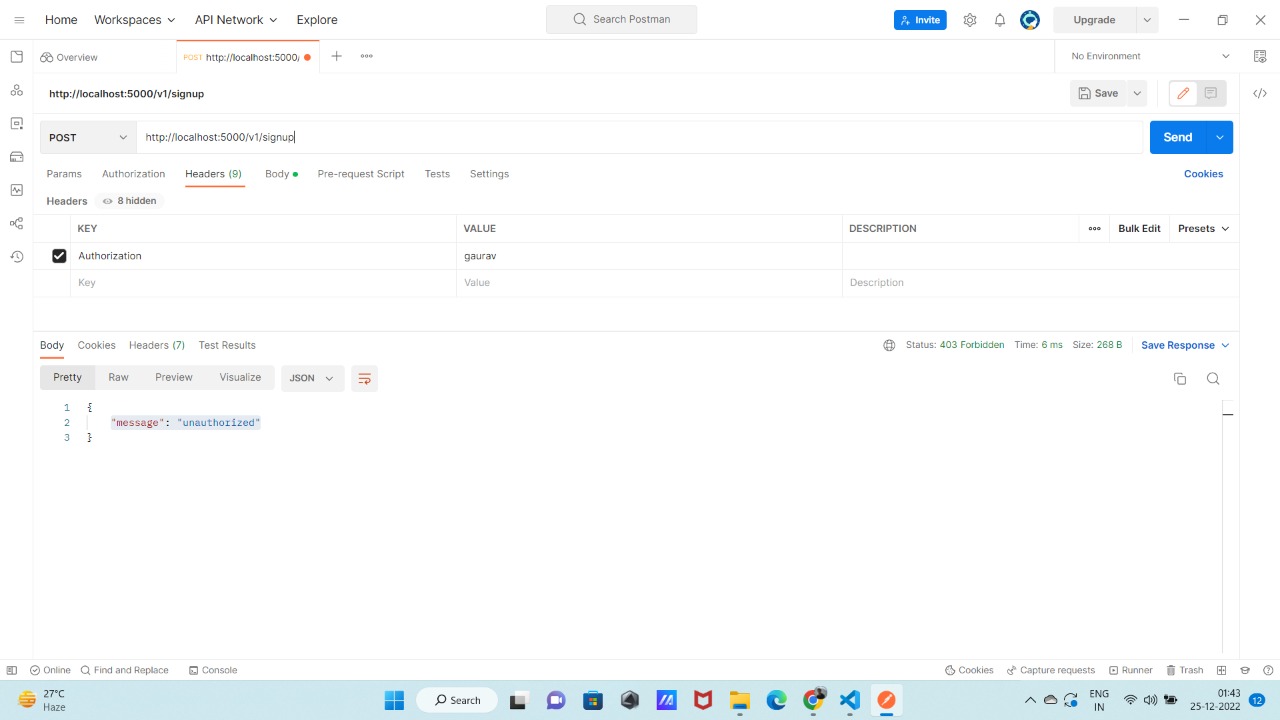 Home Workspaces API Network Explore Search Postman Invite Upgrade
Overview POST http://localhost:5000/ No Environment
http://localhost:5000/v1/signup Save
POST http://localhost:5000/v1/signup Send
Params Authorization Headers (9) Body Pre-request Script Tests Settings Cookies
Headers 8 hidden
KEY VALUE DESCRIPTION Bulk Edit Presets
Authorization gaurav
Key Value Description
Body Cookies Headers (7) Test Results Status: 403 Forbidden Time: 6 ms Size: 268 B Save Response
Pretty Raw Preview Visualize JSON
1 {
2 "message": "unauthorized"
3 }
Online Find and Replace Console Cookies Capture requests Runner Trash
27°C
Haze
Search
ENG
IN
01:43
25-12-2022
12